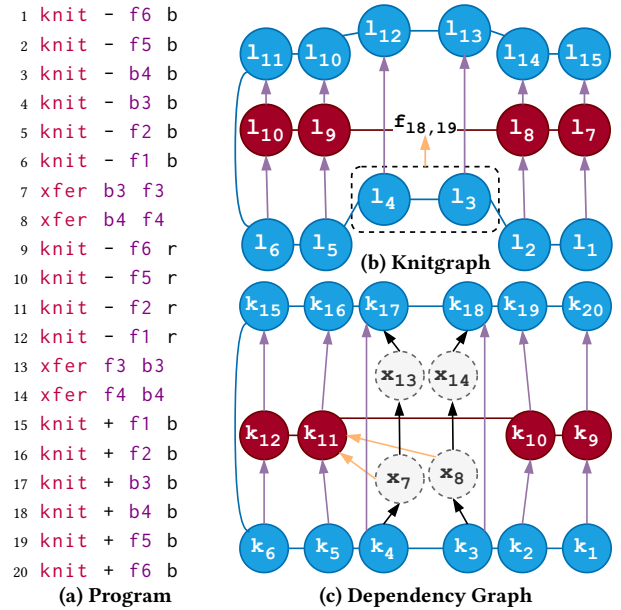 1 knit - f6 b
2 knit - f5 b
3 knit - b4 b
4 knit - b3 b
5 knit - f2 b
6 knit - f1 b
7 xfer b3 f3
8 xfer b4 f4
9 knit - f6 r
10 knit - f5 r
11 knit - f2 r
12 knit - f1 r
13 xfer f3 b3
14 xfer f4 b4
15 knit + f1 b
16 knit + f2 b
17 knit + b3 b
18 knit + b4 b
19 knit + f5 b
20 knit + f6 b
(a) Program
l11 l10 l12 l13 l14 l15
l10 l9 f18,19 l8 l7
l6 l5 l4 l3 l2 l1
(b) Knitgraph
k15 k16 k17 k18 k19 k20
x13 x14
k12 k11 k10 k9
x7 x8
k6 k5 k4 k3 k2 k1
(c) Dependency Graph